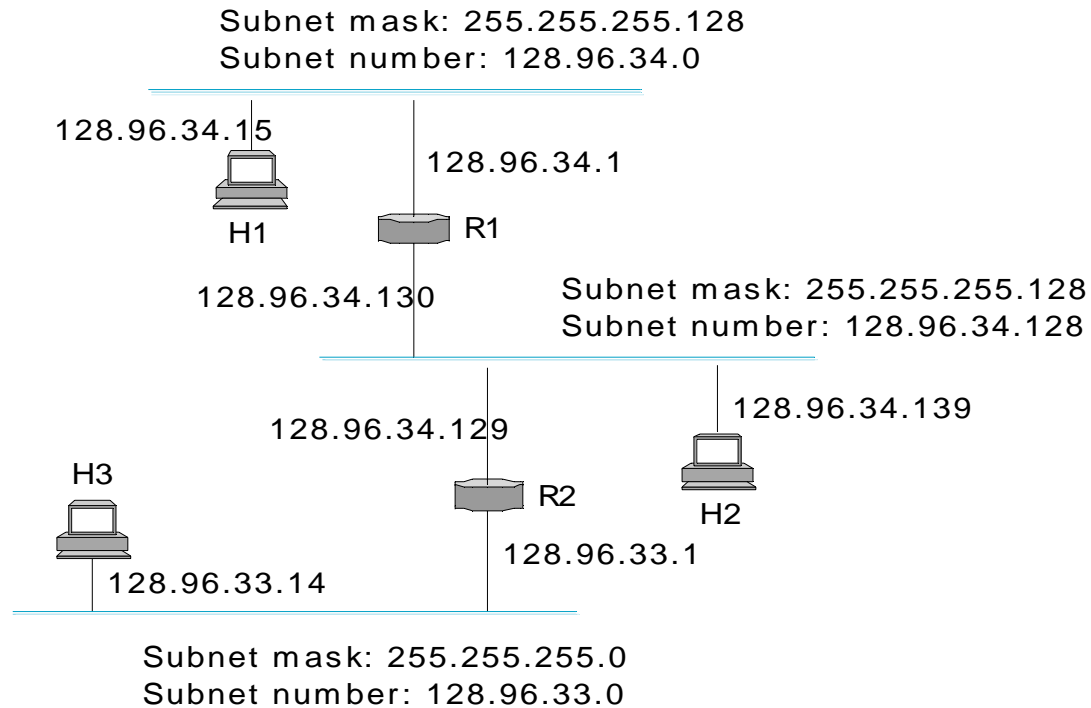 Subnet mask: 255.255.255.128
Subnet number: 128.96.34.0
128.96.34.15
128.96.34.1
H1
R1
128.96.34.130
Subnet mask: 255.255.255.128
Subnet number: 128.96.34.128
128.96.34.139
128.96.34.129
H3
R2
H2
128.96.33.1
128.96.33.14
Subnet mask: 255.255.255.0
Subnet number: 128.96.33.0